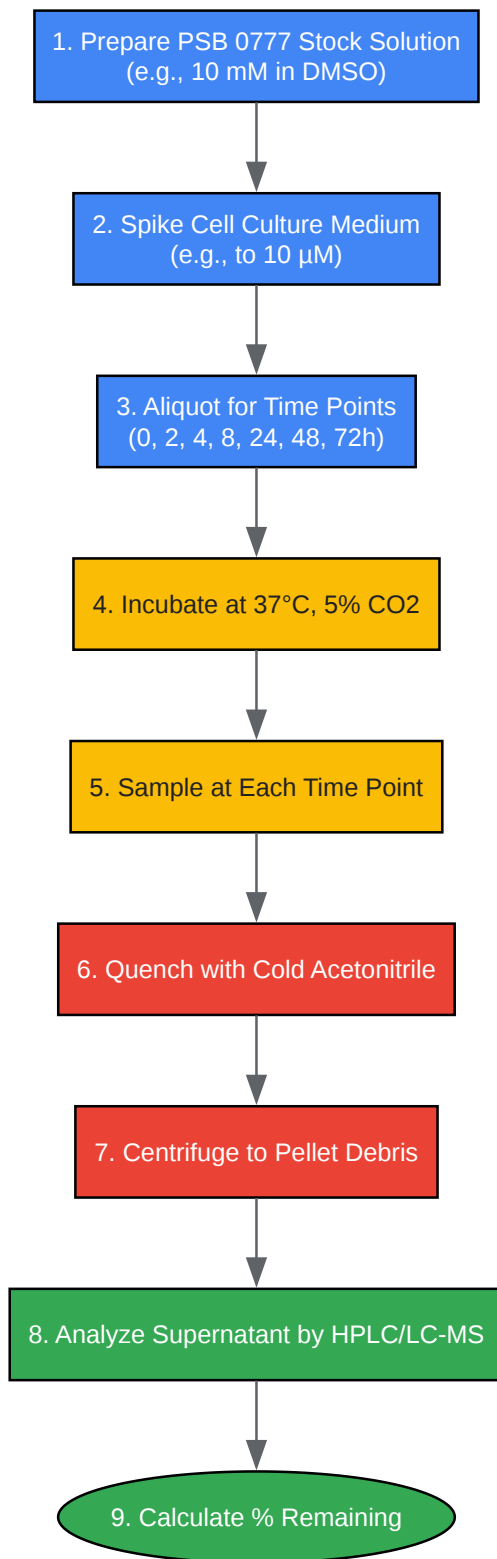 1. Prepare PSB 0777 Stock Solution
(e.g., 10 mM in DMSO)
2. Spike Cell Culture Medium
(e.g., to 10 µM)
3. Aliquot for Time Points
(0, 2, 4, 8, 24, 48, 72h)
4. Incubate at 37°C, 5% CO2
5. Sample at Each Time Point
6. Quench with Cold Acetonitrile
7. Centrifuge to Pellet Debris
8. Analyze Supernatant by HPLC/LC-MS
9. Calculate % Remaining